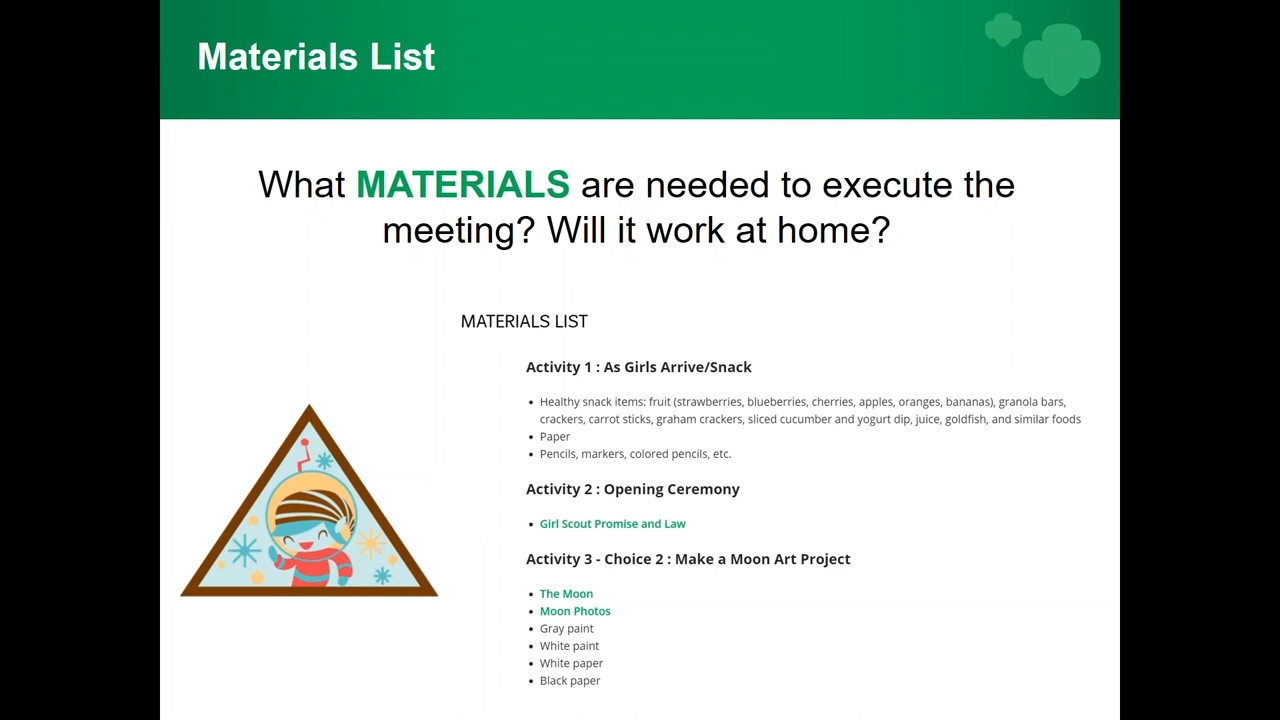 Materials List
What MATERIALS are needed to execute the
meeting? Will it work at home?
MATERIALS LIST
Activity 1 : As Girls Arrive/Snack
• Healthy snack items: fruit (strawberries, blueberries, cherries, apples, oranges, bananas), granola bars,
crackers, carrot sticks, graham crackers, sliced cucumber and yogurt dip, juice, goldfish, and similar foods
• Paper
• Pencils, markers, colored pencils, etc.
Activity 2 : Opening Ceremony
• Girl Scout Promise and Law
Activity 3 - Choice 2 : Make a Moon Art Project
• The Moon
• Moon Photos
• Gray paint
• White paint
• White paper
• Black paper